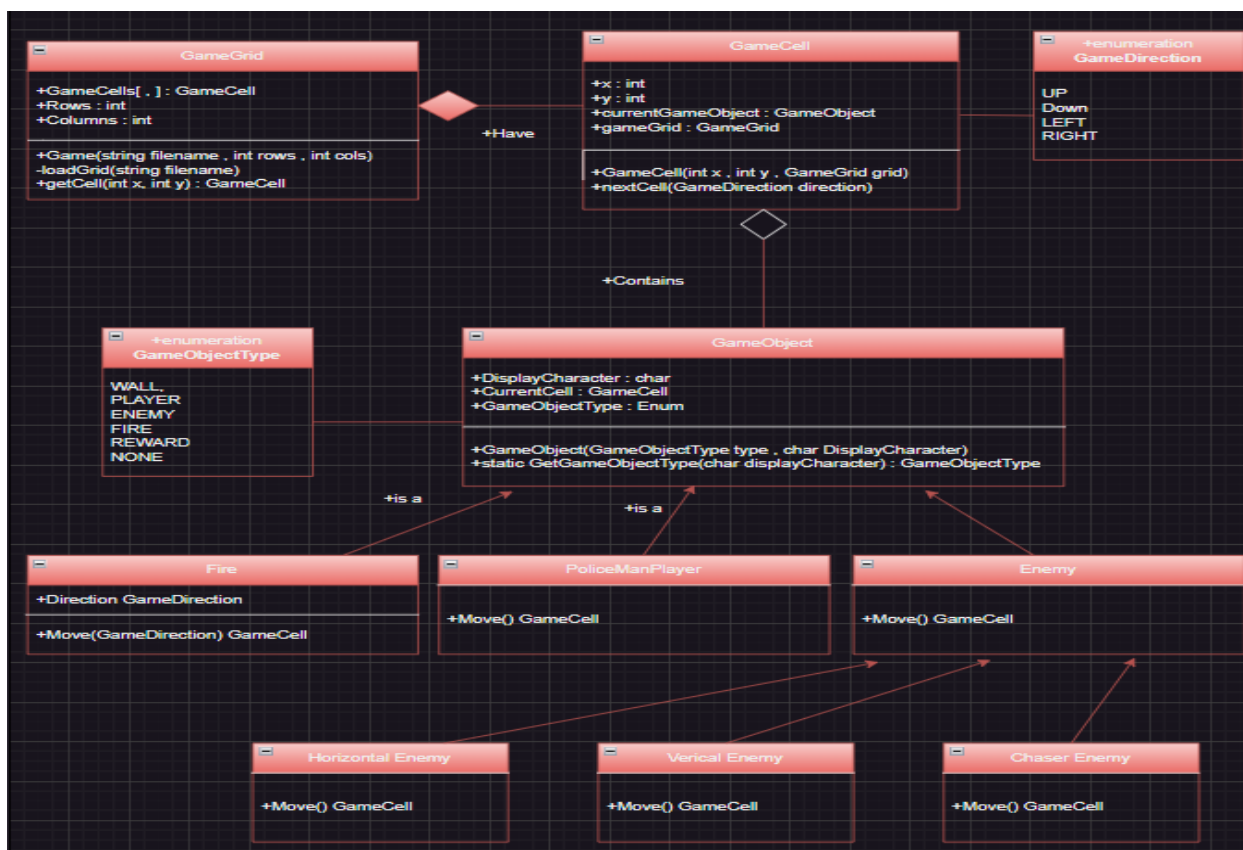 GameGrid
+GameCells[ , ] : GameCell
+Rows : int
+Columns : int
+Game(string filename , int rows , int cols)
-loadGrid(string filename)
+getCell(int x, int y) : GameCell
+Have
GameCell
+x : int
+y : int
+currentGameObject : GameObject
+gameGrid : GameGrid
+GameCell(int x , int y , GameGrid grid)
+nextCell(GameDirection direction)
+enumeration
GameDirection
UP
Down
LEFT
RIGHT
+Contains
+enumeration
GameObjectType
WALL,
PLAYER
ENEMY
FIRE
REWARD
NONE
GameObject
+DisplayCharacter : char
+CurrentCell : GameCell
+GameObjectType : Enum
+GameObject(GameObjectType type , char DisplayCharacter)
+static GetGameObjectType(char displayCharacter) : GameObjectType
+is a
+is a
Fire
+Direction GameDirection
+Move(GameDirection) GameCell
PoliceManPlayer
+Move() GameCell
Enemy
+Move() GameCell
Horizontal Enemy
+Move() GameCell
Verical Enemy
+Move() GameCell
Chaser Enemy
+Move() GameCell